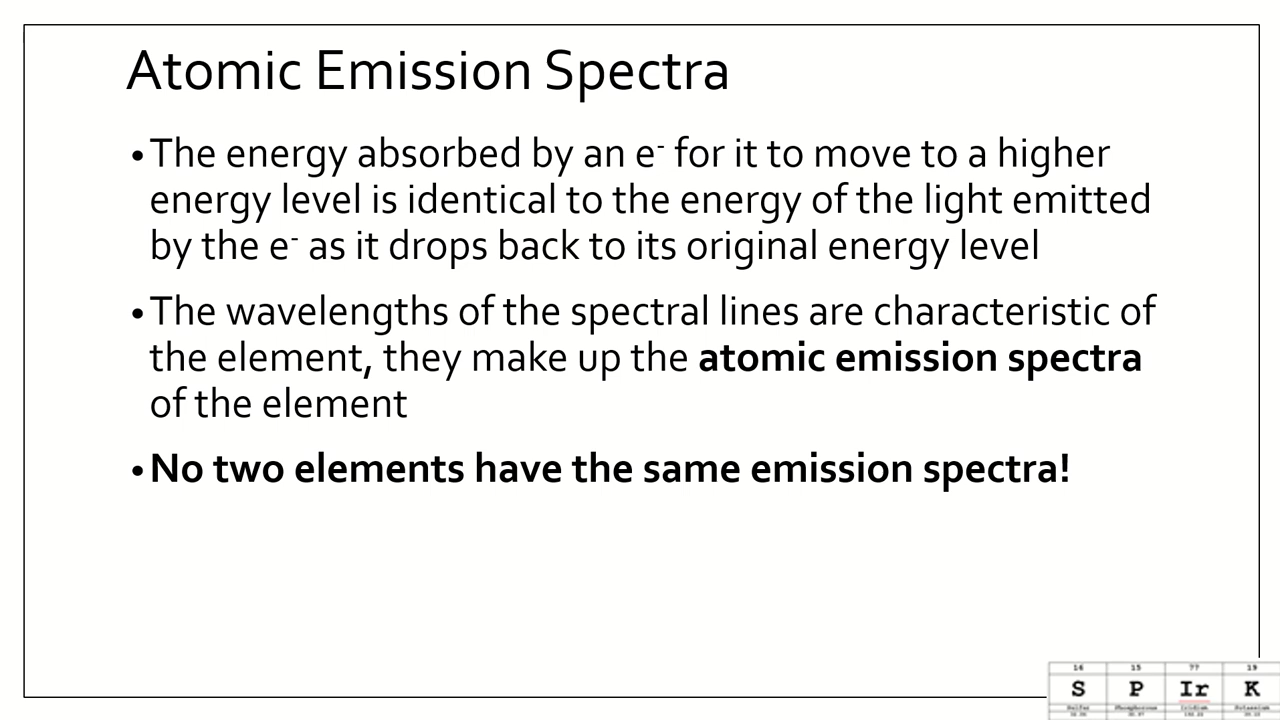 Atomic Emission Spectra
•The energy absorbed by an e⁻ for it to move to a higher
energy level is identical to the energy of the light emitted
by the e⁻ as it drops back to its original energy level
•The wavelengths of the spectral lines are characteristic of
the element, they make up the atomic emission spectra
of the element
•No two elements have the same emission spectra!
15 77 19
S P Ir K